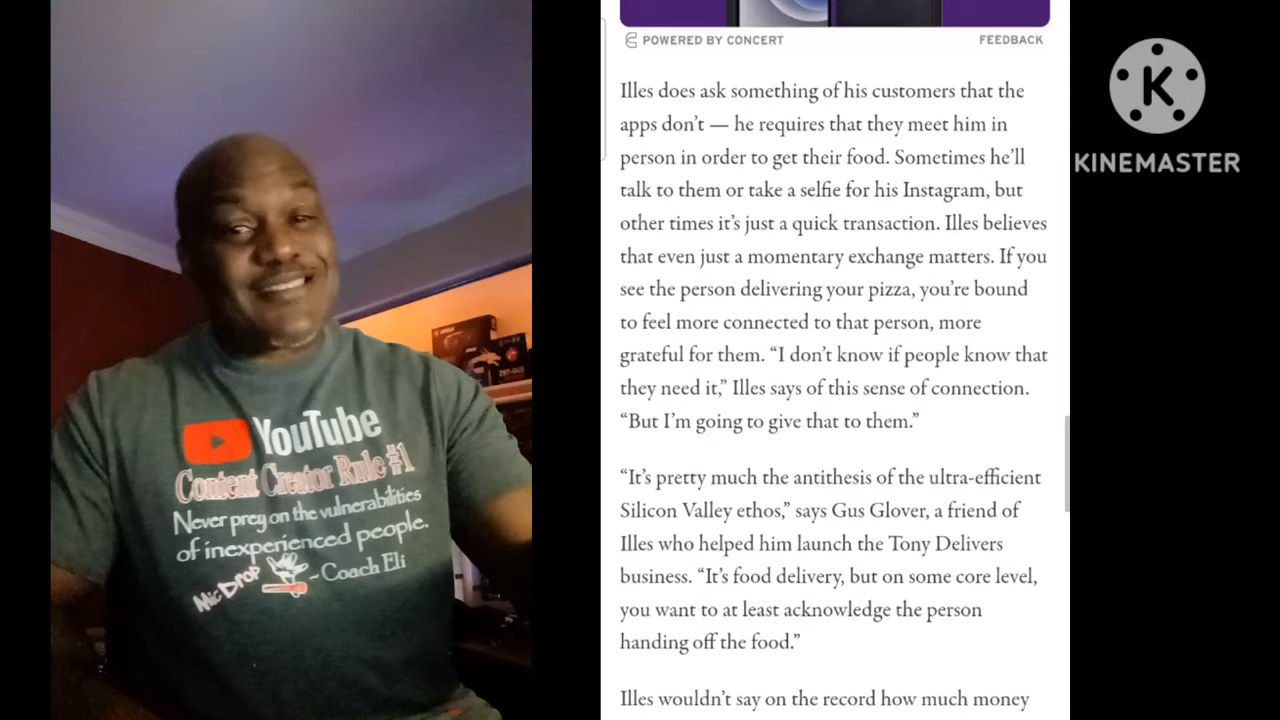 YouTube
Content Creator Rule #1
Never prey on the vulnerabilities
of inexperienced people.
Mic Drop
~Coach Eli
POWERED BY CONCERT
FEEDBACK
Illes does ask something of his customers that the
apps don’t — he requires that they meet him in
person in order to get their food. Sometimes he’ll
talk to them or take a selfie for his Instagram, but
other times it’s just a quick transaction. Illes believes
that even just a momentary exchange matters. If you
see the person delivering your pizza, you’re bound
to feel more connected to that person, more
grateful for them. “I don’t know if people know that
they need it,” Illes says of this sense of connection.
“But I’m going to give that to them.”
“It’s pretty much the antithesis of the ultra-efficient
Silicon Valley ethos,” says Gus Glover, a friend of
Illes who helped him launch the Tony Delivers
business. “It’s food delivery, but on some core level,
you want to at least acknowledge the person
handing off the food.”
Illes wouldn’t say on the record how much money
K
KINEMASTER